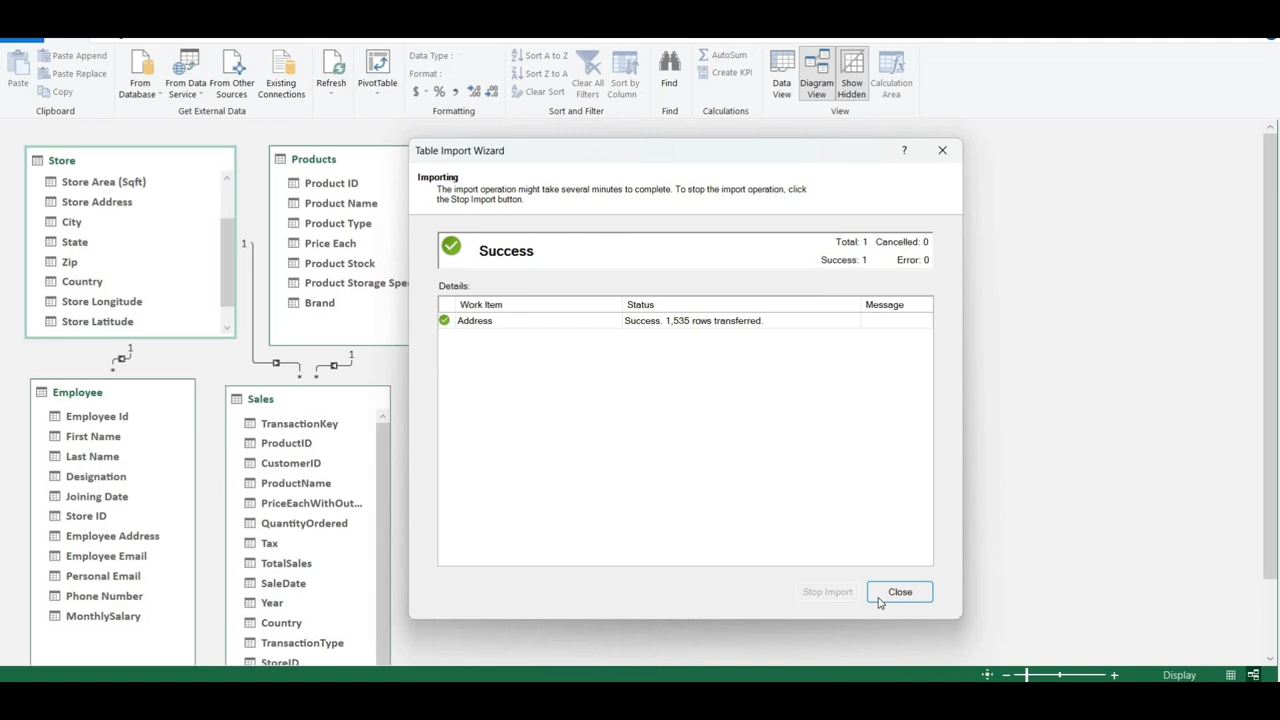 Paste
Paste Append
Paste Replace
Copy
Clipboard
From Database
From Data Service
From Other Sources
Existing Connections
Get External Data
Refresh
PivotTable
Data Type :
Format :
$ % ,
Formatting
Sort A to Z
Sort Z to A
Clear Sort
Clear All Filters
Sort by Column
Sort and Filter
Find
Find
AutoSum
Create KPI
Calculations
Data View
Diagram View
Show Hidden
Calculation Area
View
Store
Store Area (Sqft)
Store Address
City
State
Zip
Country
Store Longitude
Store Latitude
1
Products
Product ID
Product Name
Product Type
Price Each
Product Stock
Product Storage Spe
Brand
1
*
1
* *
Employee
Employee Id
First Name
Last Name
Designation
Joining Date
Store ID
Employee Address
Employee Email
Personal Email
Phone Number
MonthlySalary
Sales
TransactionKey
ProductID
CustomerID
ProductName
PriceEachWithOut...
QuantityOrdered
Tax
TotalSales
SaleDate
Year
Country
TransactionType
StoreID
Table Import Wizard
?
Importing
The import operation might take several minutes to complete. To stop the import operation, click
the Stop Import button.
Success
Total: 1 Cancelled: 0
Success: 1 Error: 0
Details:
Work Item Status Message
Address Success. 1,535 rows transferred.
Stop Import Close
Display